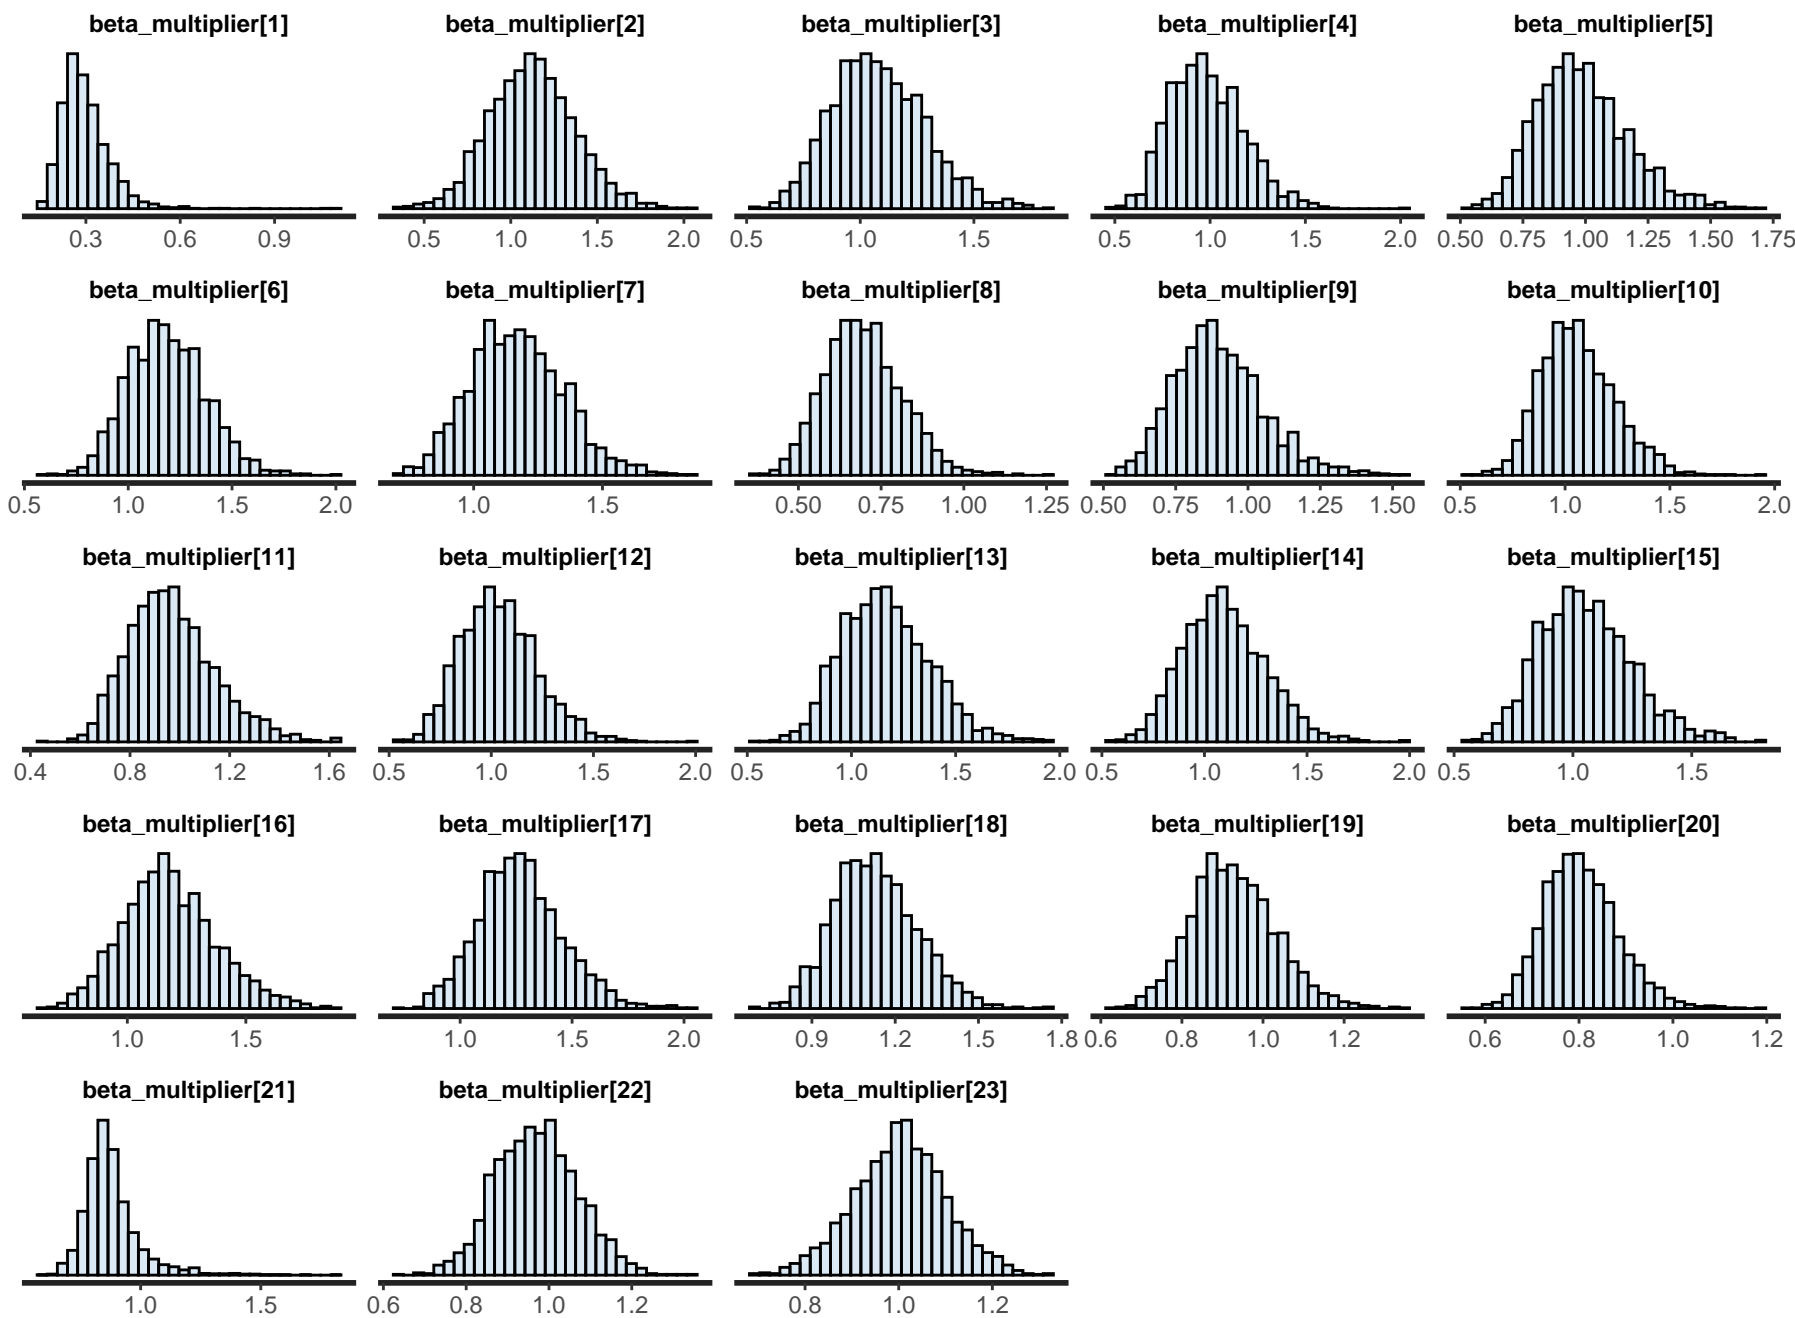 beta_multiplier[1] beta_multiplier[2] beta_multiplier[3] beta_multiplier[4] beta_multiplier[5]
0.3 0.6 0.9 0.5 1.0 1.5 2.0 0.5 1.0 1.5 0.5 1.0 1.5 2.0 0.50 0.75 1.00 1.25 1.50 1.75
beta_multiplier[6] beta_multiplier[7] beta_multiplier[8] beta_multiplier[9] beta_multiplier[10]
0.5 1.0 1.5 2.0 1.0 1.5 0.50 0.75 1.00 1.25 0.50 0.75 1.00 1.25 1.50 0.5 1.0 1.5 2.0
beta_multiplier[11] beta_multiplier[12] beta_multiplier[13] beta_multiplier[14] beta_multiplier[15]
0.4 0.8 1.2 1.6 0.5 1.0 1.5 2.0 0.5 1.0 1.5 2.0 0.5 1.0 1.5 2.0 0.5 1.0 1.5
beta_multiplier[16] beta_multiplier[17] beta_multiplier[18] beta_multiplier[19] beta_multiplier[20]
1.0 1.5 1.0 1.5 2.0 0.9 1.2 1.5 1.8 0.6 0.8 1.0 1.2 0.6 0.8 1.0 1.2
beta_multiplier[21] beta_multiplier[22] beta_multiplier[23]
1.0 1.5 0.6 0.8 1.0 1.2 0.8 1.0 1.2